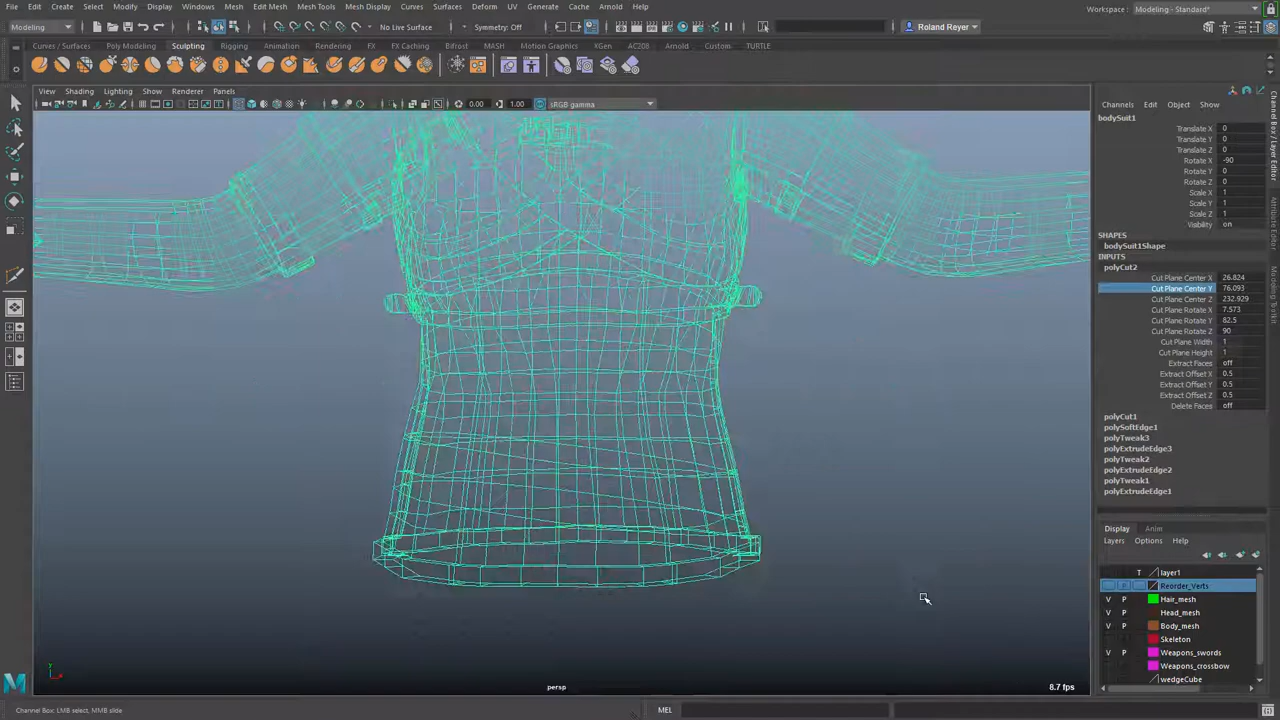 File Edit Create Select Modify Display Windows Mesh Edit Mesh Mesh Tools Mesh Display Curves Surfaces Deform UV Generate Cache Arnold Help
Workspace : Modeling - Standard*
Modeling
No Live Surface
Symmetry: Off
Roland Reyer
Curves / Surfaces Poly Modeling Sculpting Rigging Animation Rendering FX FX Caching Bifrost MASH Motion Graphics XGen AC208 Arnold Custom TURTLE
View Shading Lighting Show Renderer Panels
0.00 1.00 sRGB gamma
Channels Edit Object Show
bodySuit1
Translate X 0
Translate Y 0
Translate Z 0
Rotate X -90
Rotate Y 0
Rotate Z 0
Scale X 1
Scale Y 1
Scale Z 1
Visibility on
SHAPES
bodySuit1Shape
INPUTS
polyCut2
Cut Plane Center X 26.824
Cut Plane Center Y 76.093
Cut Plane Center Z 232.929
Cut Plane Rotate X 7.573
Cut Plane Rotate Y 82.5
Cut Plane Rotate Z 90
Cut Plane Width 1
Cut Plane Height 1
Extract Faces off
Extract Offset X 0.5
Extract Offset Y 0.5
Extract Offset Z 0.5
Delete Faces off
polyCut1
polySoftEdge1
polyTweak3
polyExtrudeEdge3
polyTweak2
polyExtrudeEdge2
polyTweak1
polyExtrudeEdge1
Display Anim
Layers Options Help
T layer1
Reorder_Verts
V P Hair_mesh
P Head_mesh
V P Body_mesh
Skeleton
V P Weapons_swords
Weapons_crossbow
wedgeCube
Channel Box / Layer Editor
Attribute Editor
Modeling Toolkit
y
persp
8.7 fps
Channel Box: LMB select, MMB slide
MEL